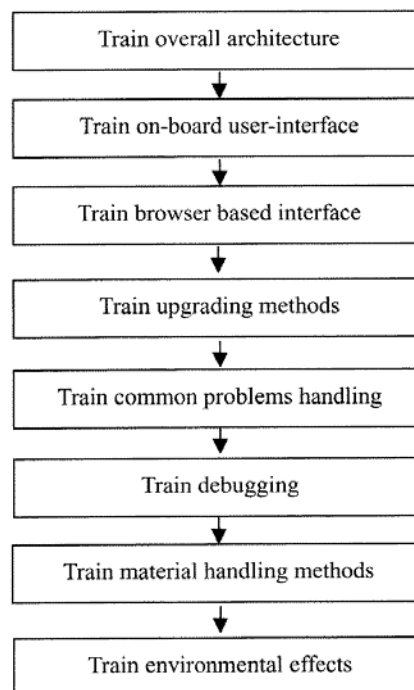 Train overall architecture
Train on-board user-interface
Train browser based interface
Train upgrading methods
Train common problems handling
Train debugging
Train material handling methods
Train environmental effects